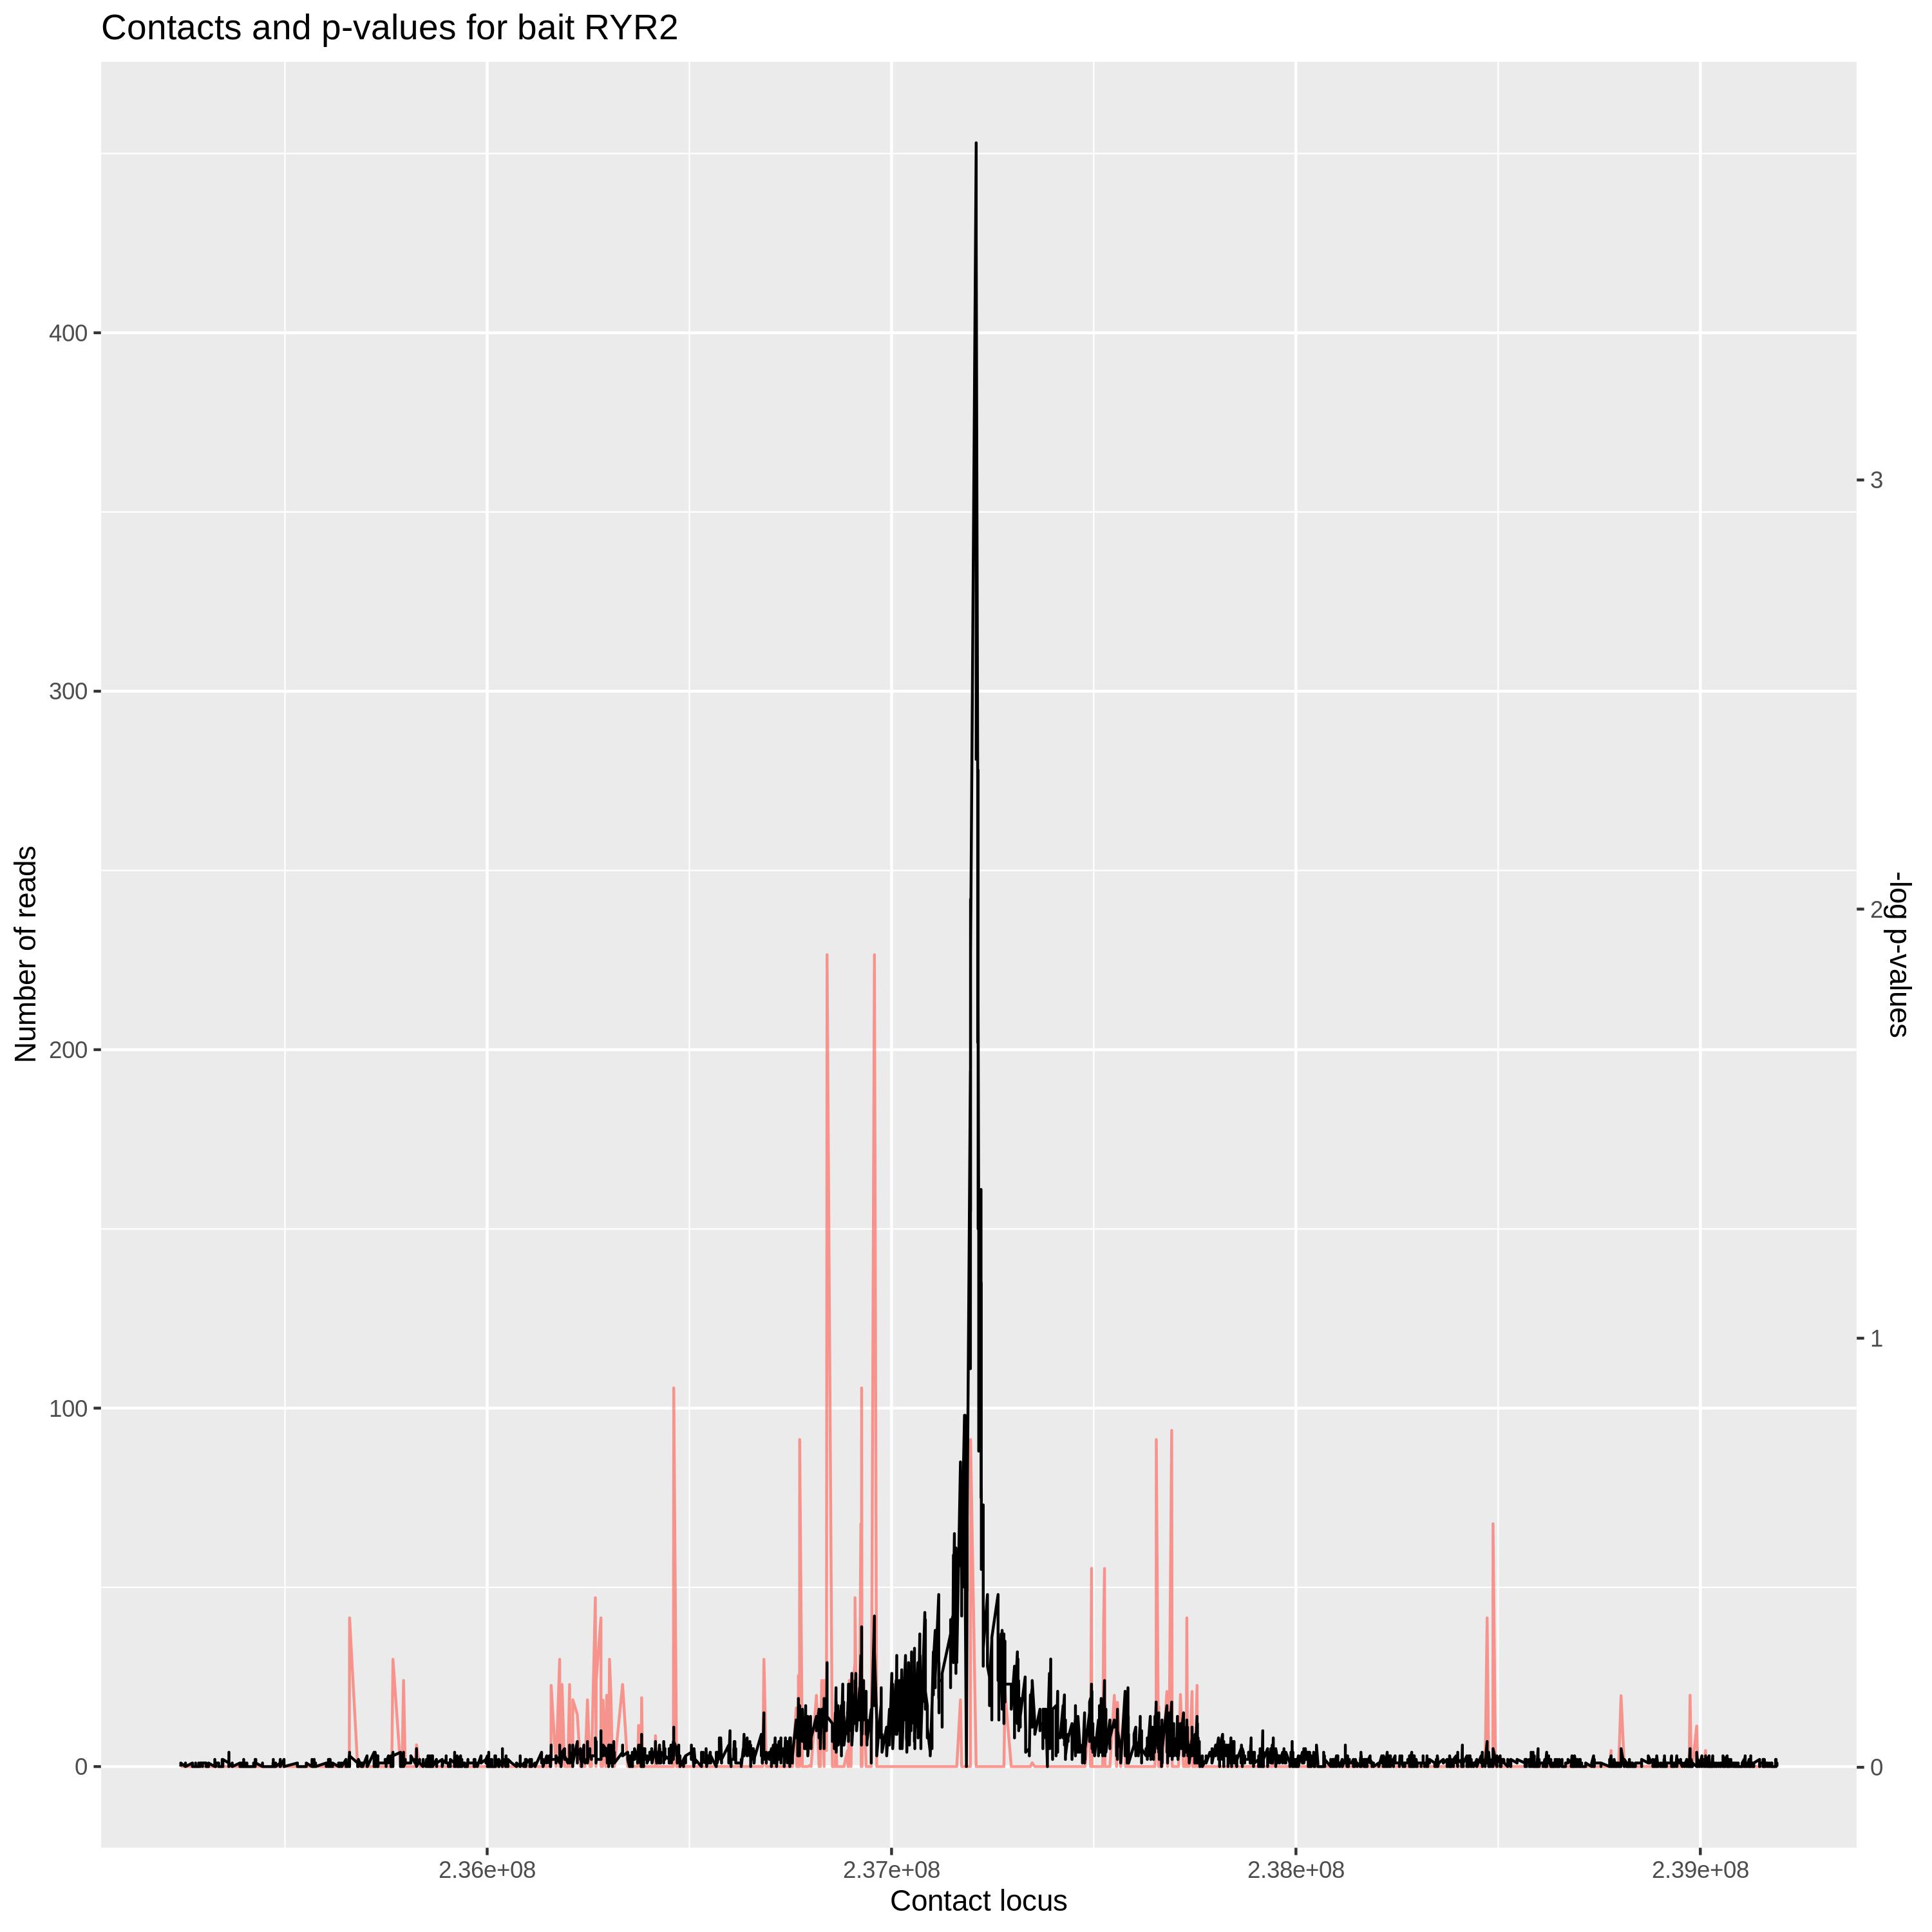 Contacts and p-values for bait RYR2
400
300
200
100
0
Number of reads
3
2
1
0
-log p-values
2.36e+08
2.37e+08
2.38e+08
2.39e+08
Contact locus